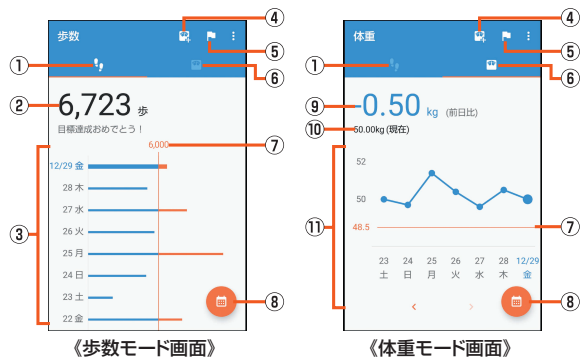 ④
④
歩数
体重
⑤
⑤
①
①
⑥
⑥
②
6,723 歩
目標達成おめでとう！
⑨
-0.50 kg (前日比)
⑩
50.00kg (現在)
6,000
⑦
③
12/29 金
28 木
27 水
26 火
25 月
24 日
23 土
22 金
⑧
⑪
52
50
48.5
⑦
23 24 25 26 27 28 12/29
土 日 月 火 水 木 金
< >
⑧
《歩数モード画面》
《体重モード画面》